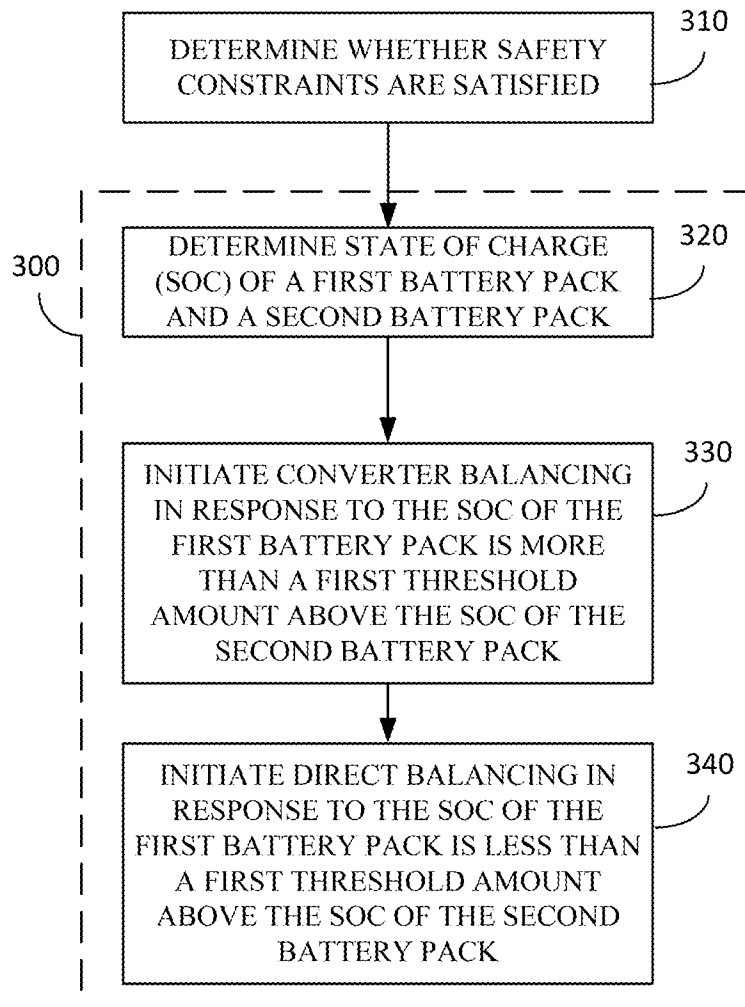 310
DETERMINE WHETHER SAFETY
CONSTRAINTS ARE SATISFIED
300
320
DETERMINE STATE OF CHARGE
(SOC) OF A FIRST BATTERY PACK
AND A SECOND BATTERY PACK
330
INITIATE CONVERTER BALANCING
IN RESPONSE TO THE SOC OF THE
FIRST BATTERY PACK IS MORE
THAN A FIRST THRESHOLD
AMOUNT ABOVE THE SOC OF THE
SECOND BATTERY PACK
340
INITIATE DIRECT BALANCING IN
RESPONSE TO THE SOC OF THE
FIRST BATTERY PACK IS LESS THAN
A FIRST THRESHOLD AMOUNT
ABOVE THE SOC OF THE SECOND
BATTERY PACK